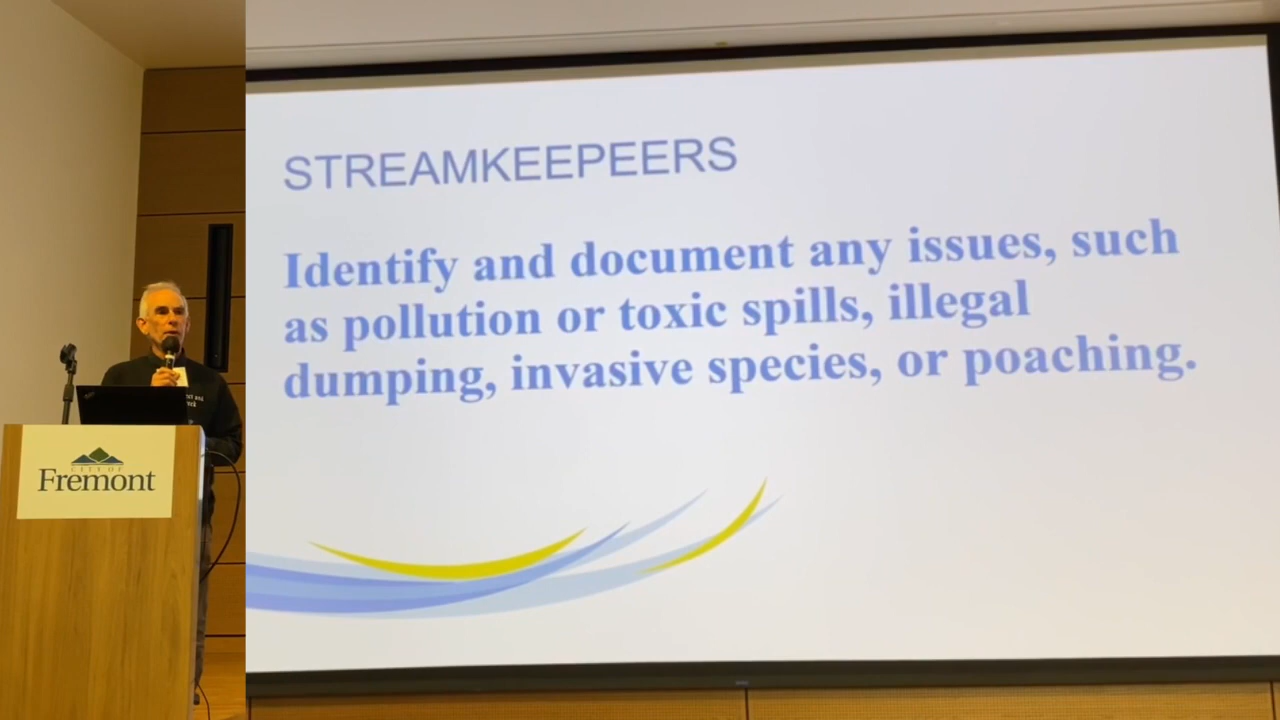 STREAMKEEPEERS
Identify and document any issues, such
as pollution or toxic spills, illegal
dumping, invasive species, or poaching.
CITY OF
Fremont